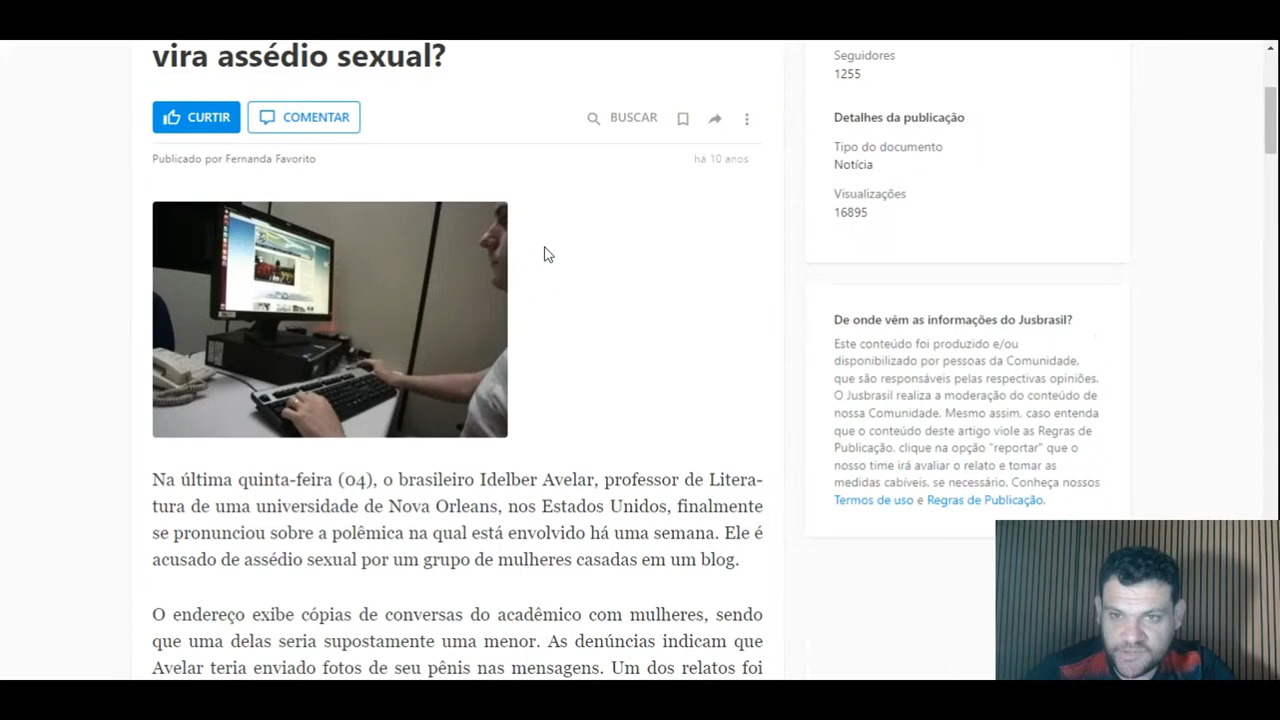 vira assédio sexual?
CURTIR
COMENTAR
BUSCAR
Publicado por Fernanda Favorito
há 10 anos
Na última quinta-feira (04), o brasileiro Idelber Avelar, professor de Litera-
tura de uma universidade de Nova Orleans, nos Estados Unidos, finalmente
se pronunciou sobre a polêmica na qual está envolvido há uma semana. Ele é
acusado de assédio sexual por um grupo de mulheres casadas em um blog.
O endereço exibe cópias de conversas do acadêmico com mulheres, sendo
que uma delas seria supostamente uma menor. As denúncias indicam que
Avelar teria enviado fotos de seu pênis nas mensagens. Um dos relatos foi
Seguidores
1255
Detalhes da publicação
Tipo do documento
Notícia
Visualizações
16895
De onde vêm as informações do Jusbrasil?
Este conteúdo foi produzido e/ou
disponibilizado por pessoas da Comunidade,
que são responsáveis pelas respectivas opiniões.
O Jusbrasil realiza a moderação do conteúdo de
nossa Comunidade. Mesmo assim, caso entenda
que o conteúdo deste artigo viole as Regras de
Publicação, clique na opção "reportar" que o
nosso time irá avaliar o relato e tomar as
medidas cabíveis, se necessário. Conheça nossos
Termos de uso e Regras de Publicação.